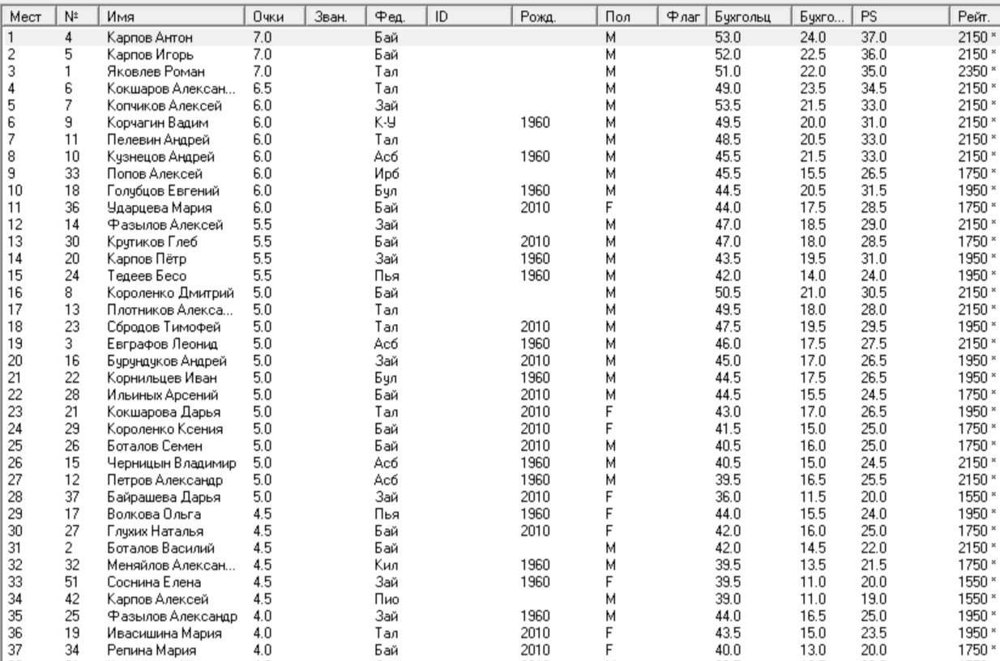 Мест № Имя Очки Зван. Фед. ID Рожд. Пол Флаг Бухгольц Бухго... PS Рейт.
1 4 Карпов Антон 7.0 Бай М 53.0 24.0 37.0 2150 *
2 5 Карпов Игорь 7.0 Бай М 52.0 22.5 36.0 2150 *
3 1 Яковлев Роман 7.0 Тал М 51.0 22.0 35.0 2350 *
4 6 Кокшаров Алексан... 6.5 Тал М 49.0 23.5 34.5 2150 *
5 7 Копчиков Алексей 6.0 Зай М 53.5 21.5 33.0 2150 *
6 9 Корчагин Вадим 6.0 К-У 1960 М 49.5 20.0 31.0 2150 *
7 11 Пелевин Андрей 6.0 Тал М 48.5 20.5 33.0 2150 *
8 10 Кузнецов Андрей 6.0 Асб 1960 М 45.5 21.5 33.0 2150 *
9 33 Попов Алексей 6.0 Ирб М 45.5 15.5 26.5 1750 *
10 18 Голубцов Евгений 6.0 Бул 1960 М 44.5 20.5 31.5 1950 *
11 36 Ударцева Мария 6.0 Бай 2010 F 44.0 17.5 28.5 1750 *
12 14 Фазылов Алексей 5.5 Зай М 47.0 18.5 29.0 2150 *
13 30 Крутиков Глеб 5.5 Бай 2010 М 47.0 18.0 28.5 1750 *
14 20 Карпов Пётр 5.5 Зай 1960 М 43.5 19.5 31.0 1950 *
15 24 Тедеев Бесо 5.5 Пья 1960 М 42.0 14.0 24.0 1950 *
16 8 Короленко Дмитрий 5.0 Бай М 50.5 21.0 30.5 2150 *
17 13 Плотников Алекса... 5.0 Тал М 49.5 18.0 28.0 2150 *
18 23 Сбродов Тимофей 5.0 Тал 2010 М 47.5 19.5 29.5 1950 *
19 3 Евграфов Леонид 5.0 Асб 1960 М 46.0 17.5 27.5 2150 *
20 16 Бурундуков Андрей 5.0 Зай 2010 М 45.0 17.0 26.5 1950 *
21 22 Корнильцев Иван 5.0 Бул 1960 М 44.5 17.5 26.5 1950 *
22 28 Ильиных Арсений 5.0 Бай 2010 М 44.5 15.5 24.5 1750 *
23 21 Кокшарова Дарья 5.0 Тал 2010 F 43.0 17.0 26.5 1950 *
24 29 Короленко Ксения 5.0 Бай 2010 F 41.5 15.0 25.0 1750 *
25 26 Боталов Семен 5.0 Бай 2010 М 40.5 16.0 25.0 1750 *
26 15 Черницын Владимир 5.0 Асб 1960 М 40.5 15.0 24.5 2150 *
27 12 Петров Александр 5.0 Асб 1960 М 39.5 16.5 25.5 2150 *
28 37 Байрашева Дарья 5.0 Зай 2010 F 36.0 11.5 20.0 1550 *
29 17 Волкова Ольга 4.5 Пья 1960 F 44.0 15.5 24.0 1950 *
30 27 Глухих Наталья 4.5 Бай 2010 F 42.0 16.0 25.0 1750 *
31 2 Боталов Василий 4.5 Бай М 42.0 14.5 22.0 2150 *
32 32 Меняйлов Алексан... 4.5 Кил 1960 М 39.5 13.5 21.5 1750 *
33 51 Соснина Елена 4.5 Зай 1960 F 39.5 11.0 20.0 1550 *
34 42 Карпов Алексей 4.5 Пио М 39.0 11.0 19.0 1550 *
35 25 Фазылов Александр 4.0 Зай 1960 М 44.0 16.5 25.0 1950 *
36 19 Ивасишина Мария 4.0 Тал 2010 F 43.5 15.0 23.5 1950 *
37 34 Репина Мария 4.0 Бай 2010 F 40.0 13.0 20.0 1750 *